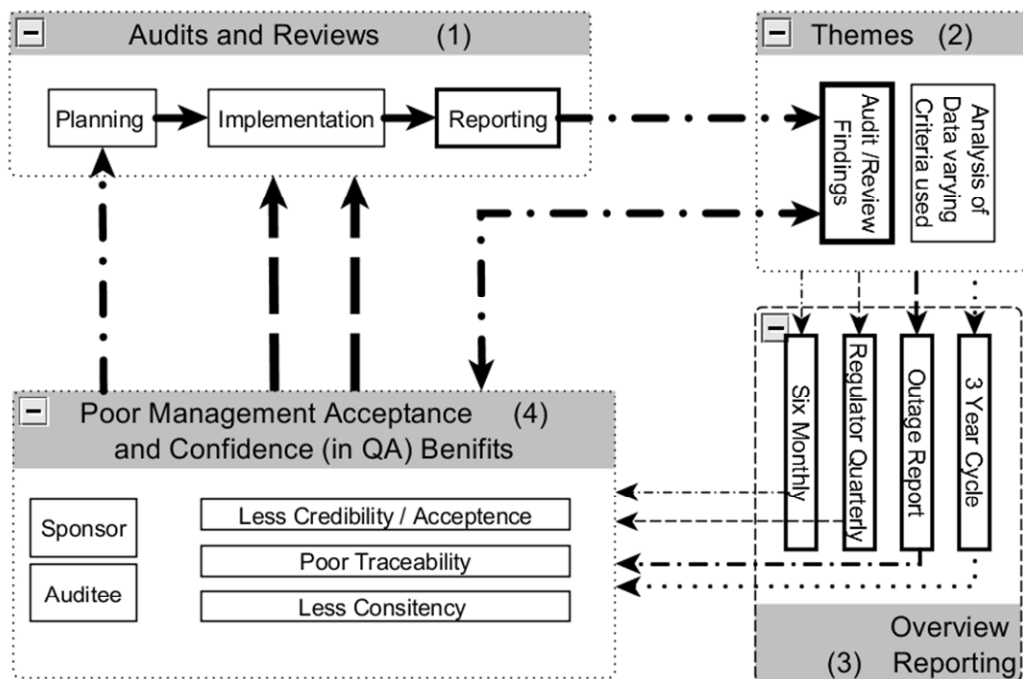 Audits and Reviews (1)
Planning
Implementation
Reporting
Themes (2)
Audit /Review
Findings
Analysis of
Data varying
Criteria used
Six Monthly
Regulator Quarterly
Outage Report
3 Year Cycle
Overview
(3) Reporting
Poor Management Acceptance (4)
and Confidence (in QA) Benifits
Sponsor
Auditee
Less Credibility / Acceptence
Poor Traceability
Less Consitency